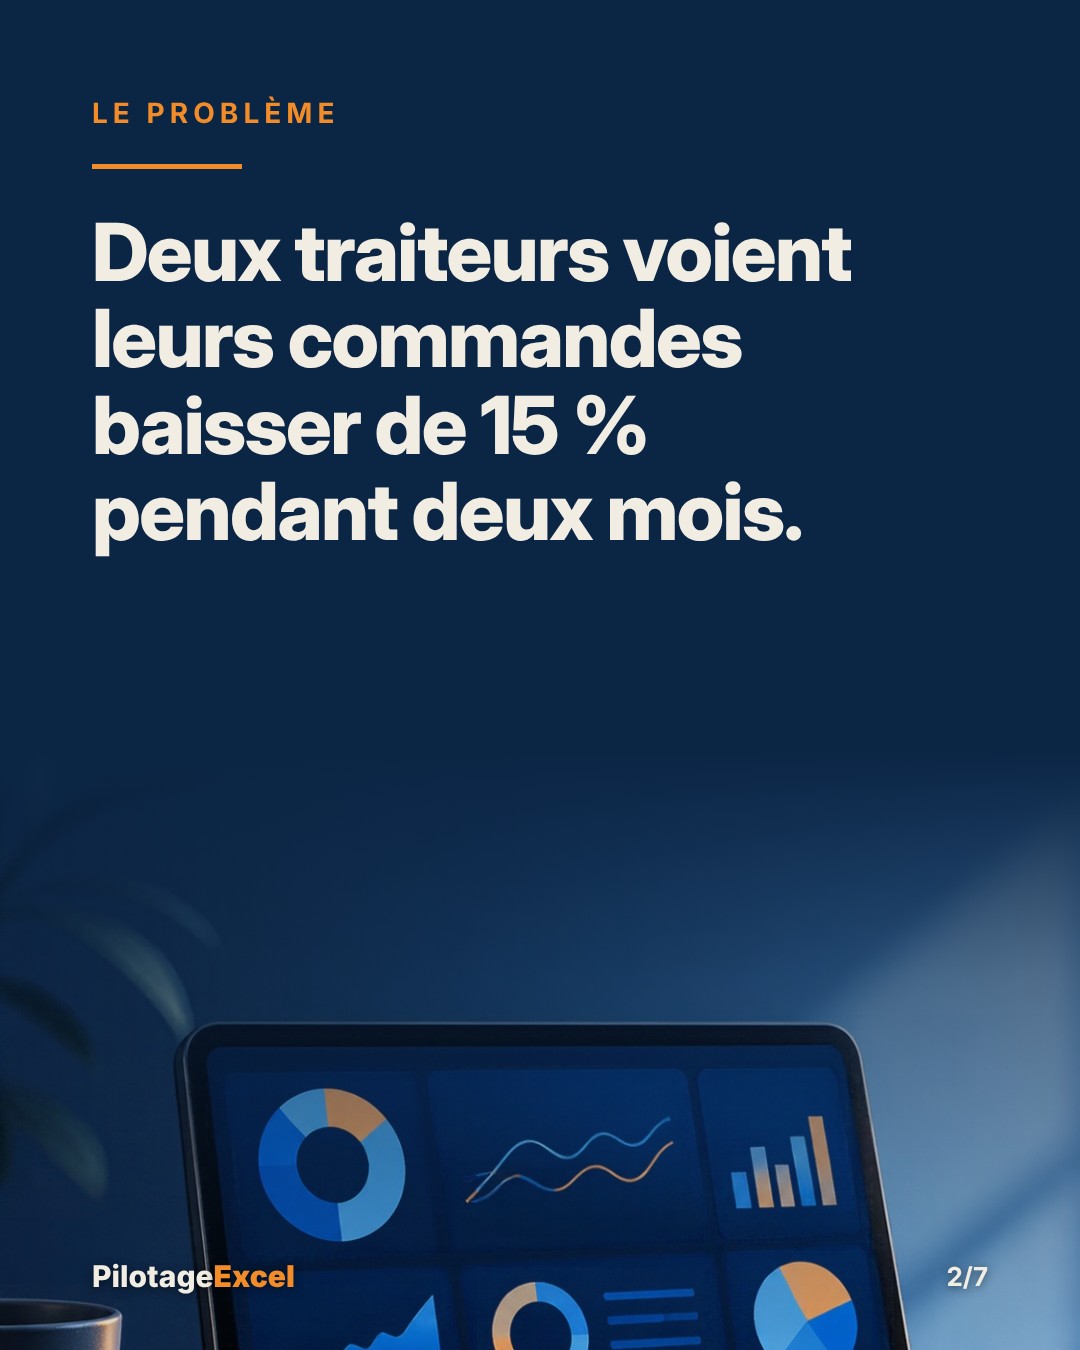 LE PROBLÈME
Deux traiteurs voient
leurs commandes
baisser de 15 %
pendant deux mois.
PilotageExcel
2/7